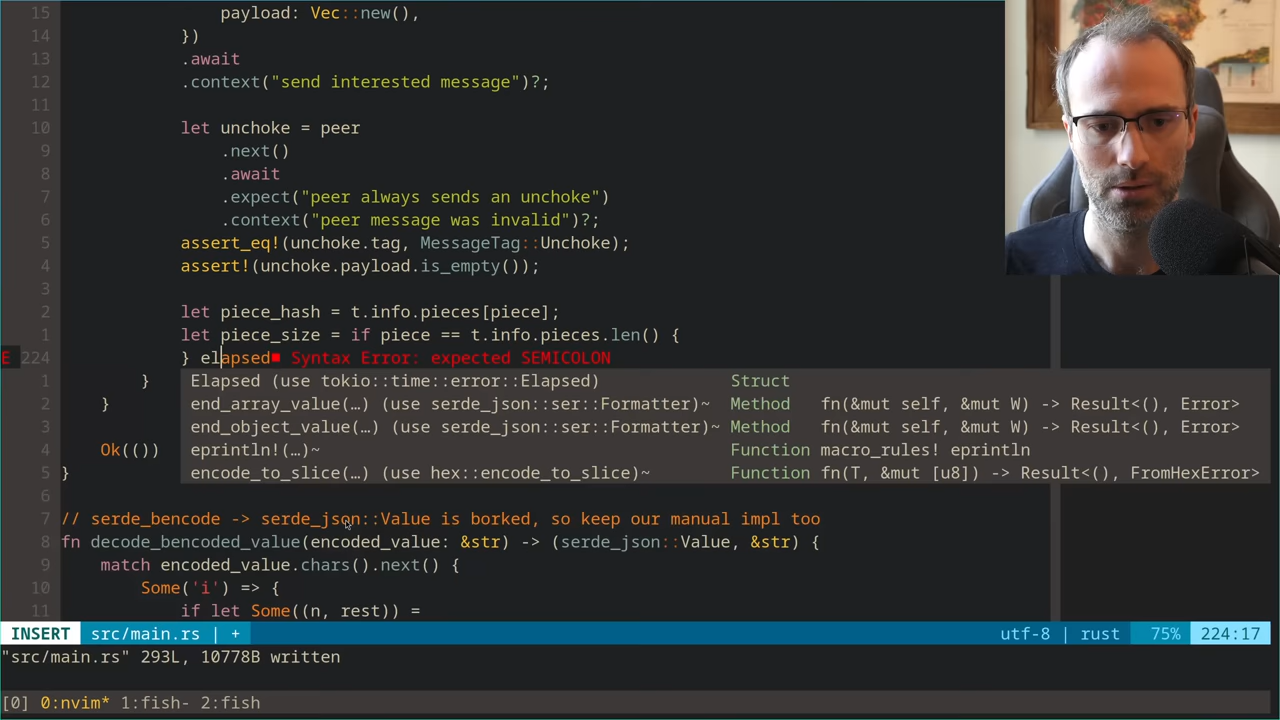 15 payload: Vec::new(),
14 })
13 .await
12 .context("send interested message")?;
11
10 let unchoke = peer
9 .next()
8 .await
7 .expect("peer always sends an unchoke")
6 .context("peer message was invalid")?;
5 assert_eq!(unchoke.tag, MessageTag::Unchoke);
4 assert!(unchoke.payload.is_empty());
3
2 let piece_hash = t.info.pieces[piece];
1 let piece_size = if piece == t.info.pieces.len() {
E 224 } elapsed■ Syntax Error: expected SEMICOLON
1 } Elapsed (use tokio::time::error::Elapsed) Struct
2 } end_array_value(…) (use serde_json::ser::Formatter)~ Method fn(&mut self, &mut W) -> Result<(), Error>
3 end_object_value(…) (use serde_json::ser::Formatter)~ Method fn(&mut self, &mut W) -> Result<(), Error>
4 Ok(()) eprintln!(…)~ Function macro_rules! eprintln
5 } encode_to_slice(…) (use hex::encode_to_slice)~ Function fn(T, &mut [u8]) -> Result<(), FromHexError>
6
7 // serde_bencode -> serde_json::Value is borked, so keep our manual impl too
8 fn decode_bencoded_value(encoded_value: &str) -> (serde_json::Value, &str) {
9 match encoded_value.chars().next() {
10 Some('i') => {
11 if let Some((n, rest)) =
INSERT src/main.rs | + utf-8 | rust 75% 224:17
"src/main.rs" 293L, 10778B written
[0] 0:nvim* 1:fish- 2:fish